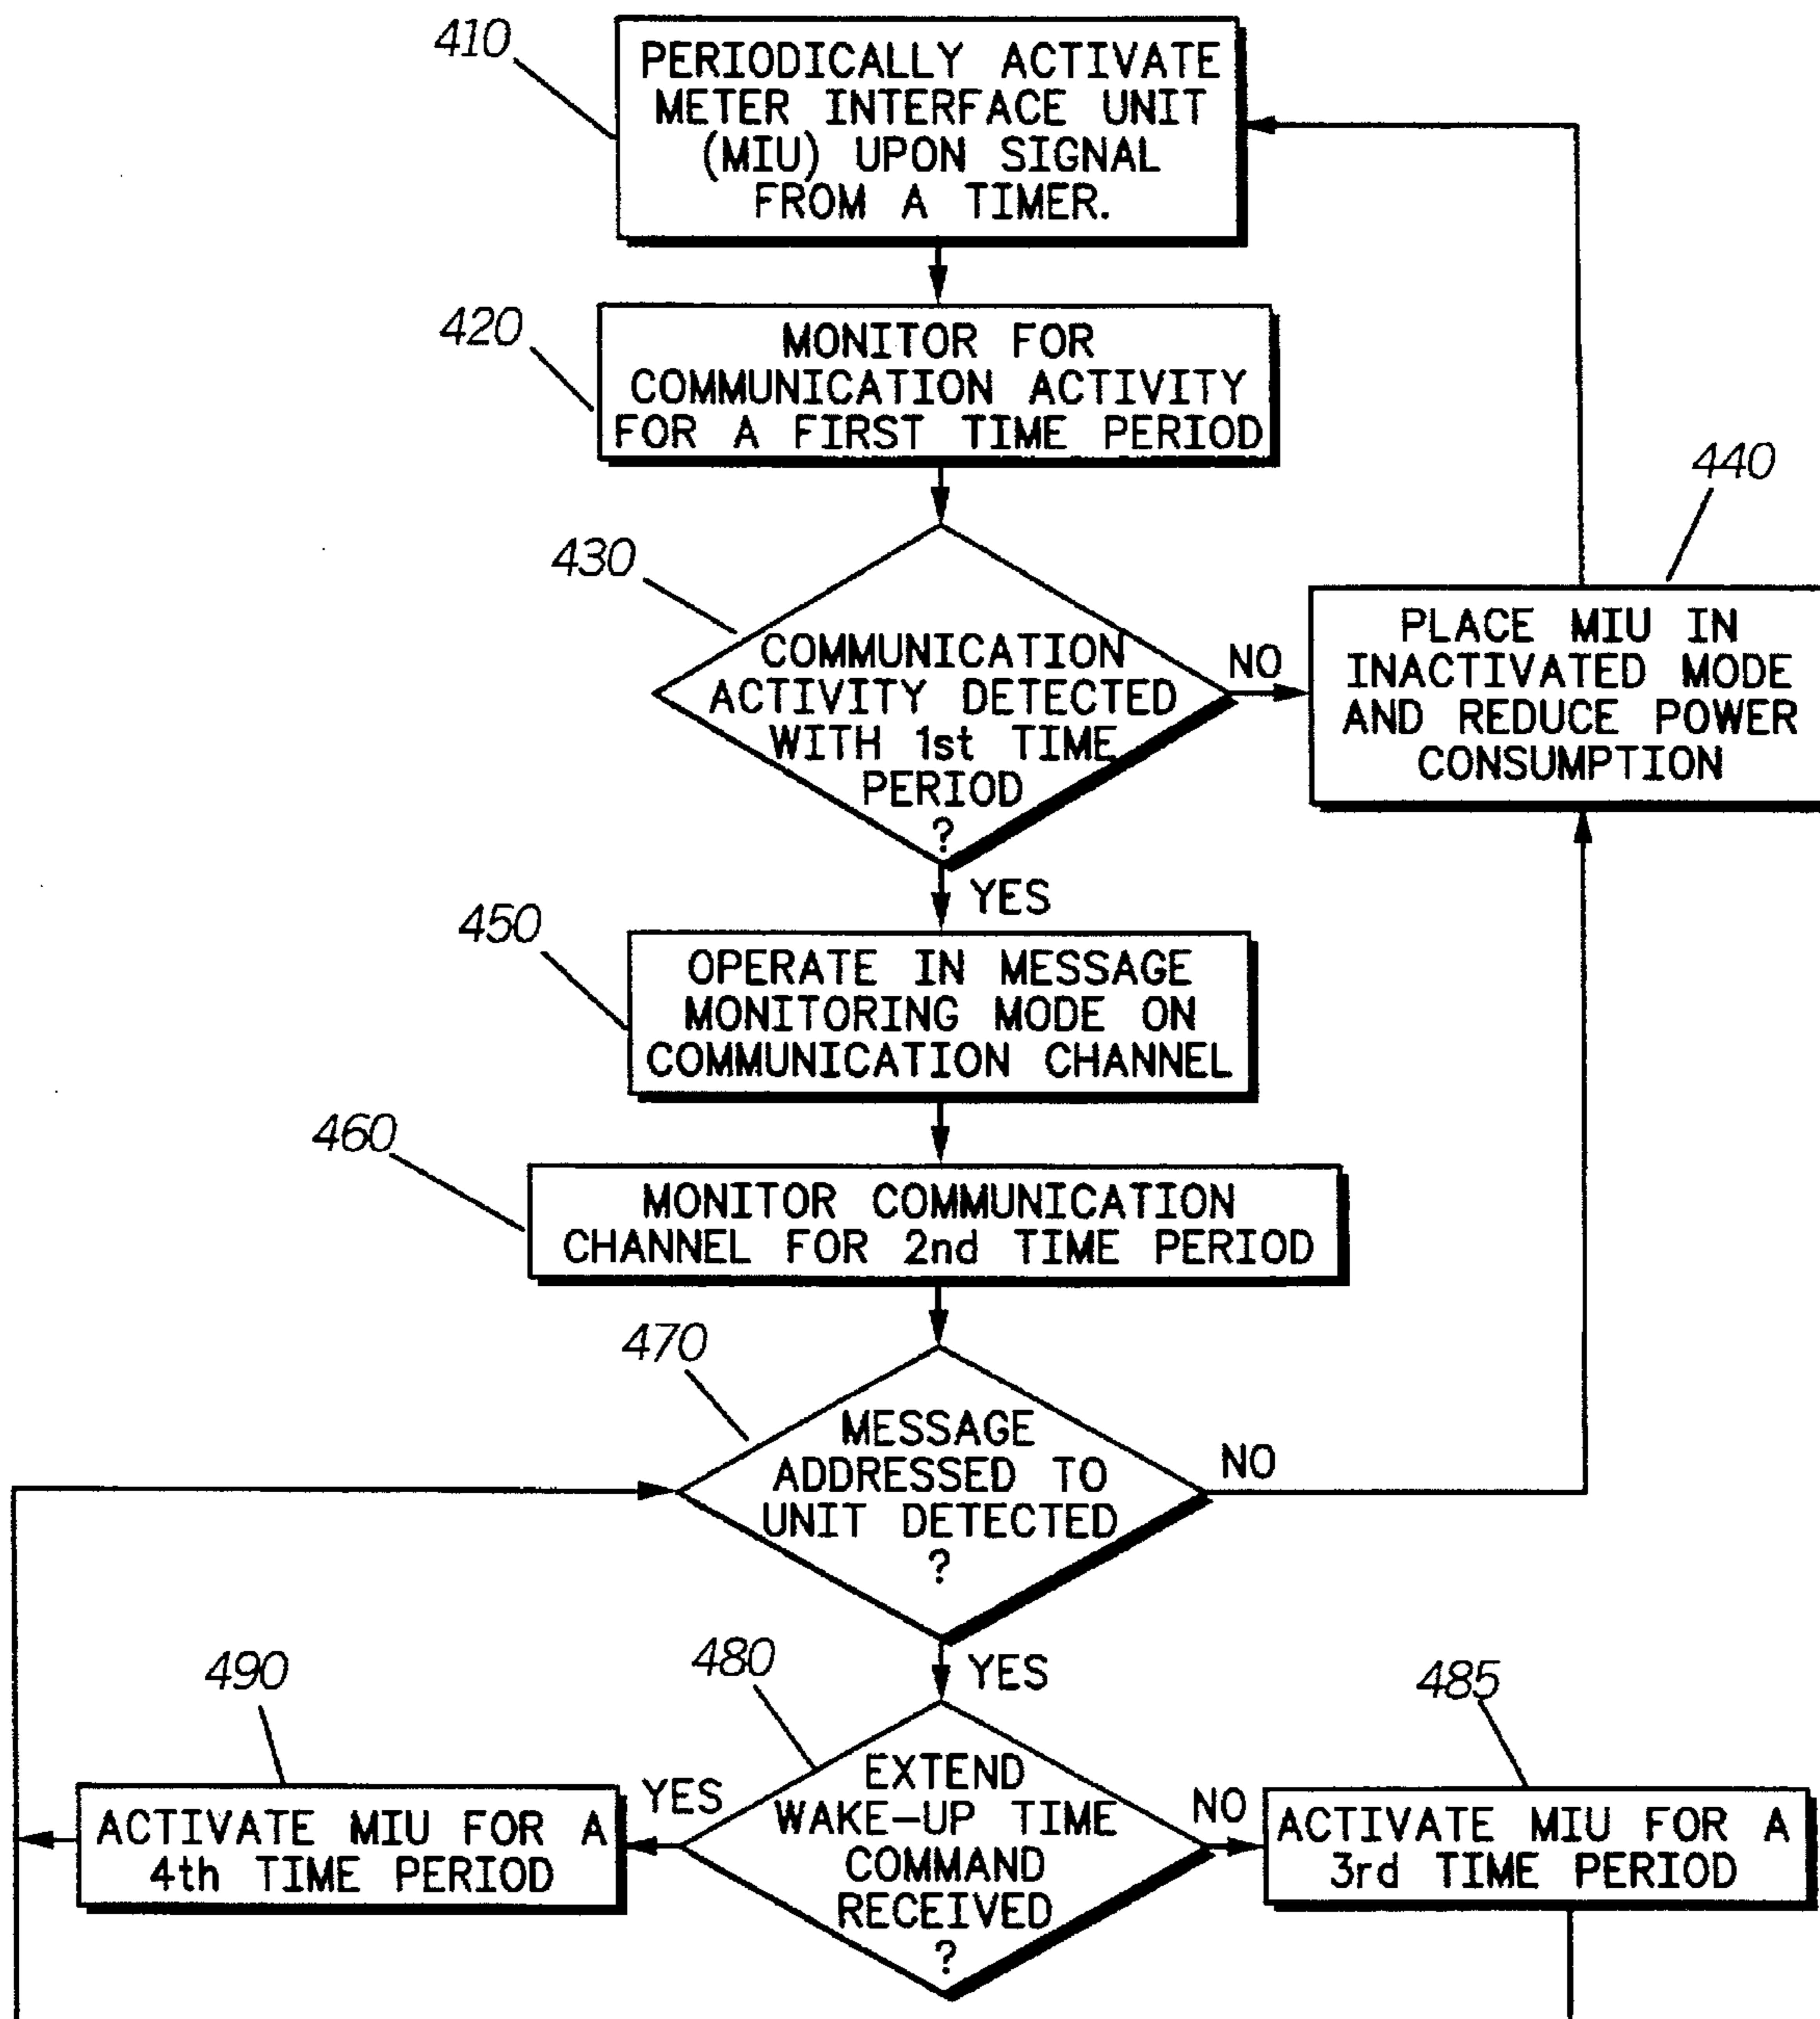 410
PERIODICALLY ACTIVATE
METER INTERFACE UNIT
(MIU) UPON SIGNAL
FROM A TIMER.
420
MONITOR FOR
COMMUNICATION ACTIVITY
FOR A FIRST TIME PERIOD
430
COMMUNICATION
ACTIVITY DETECTED
WITH 1st TIME
PERIOD
?
NO
440
PLACE MIU IN
INACTIVATED MODE
AND REDUCE POWER
CONSUMPTION
YES
450
OPERATE IN MESSAGE
MONITORING MODE ON
COMMUNICATION CHANNEL
460
MONITOR COMMUNICATION
CHANNEL FOR 2nd TIME PERIOD
470
MESSAGE
ADDRESSED TO
UNIT DETECTED
?
NO
YES
480
EXTEND
WAKE-UP TIME
COMMAND
RECEIVED
?
YES
490
ACTIVATE MIU FOR A
4th TIME PERIOD
NO
485
ACTIVATE MIU FOR A
3rd TIME PERIOD